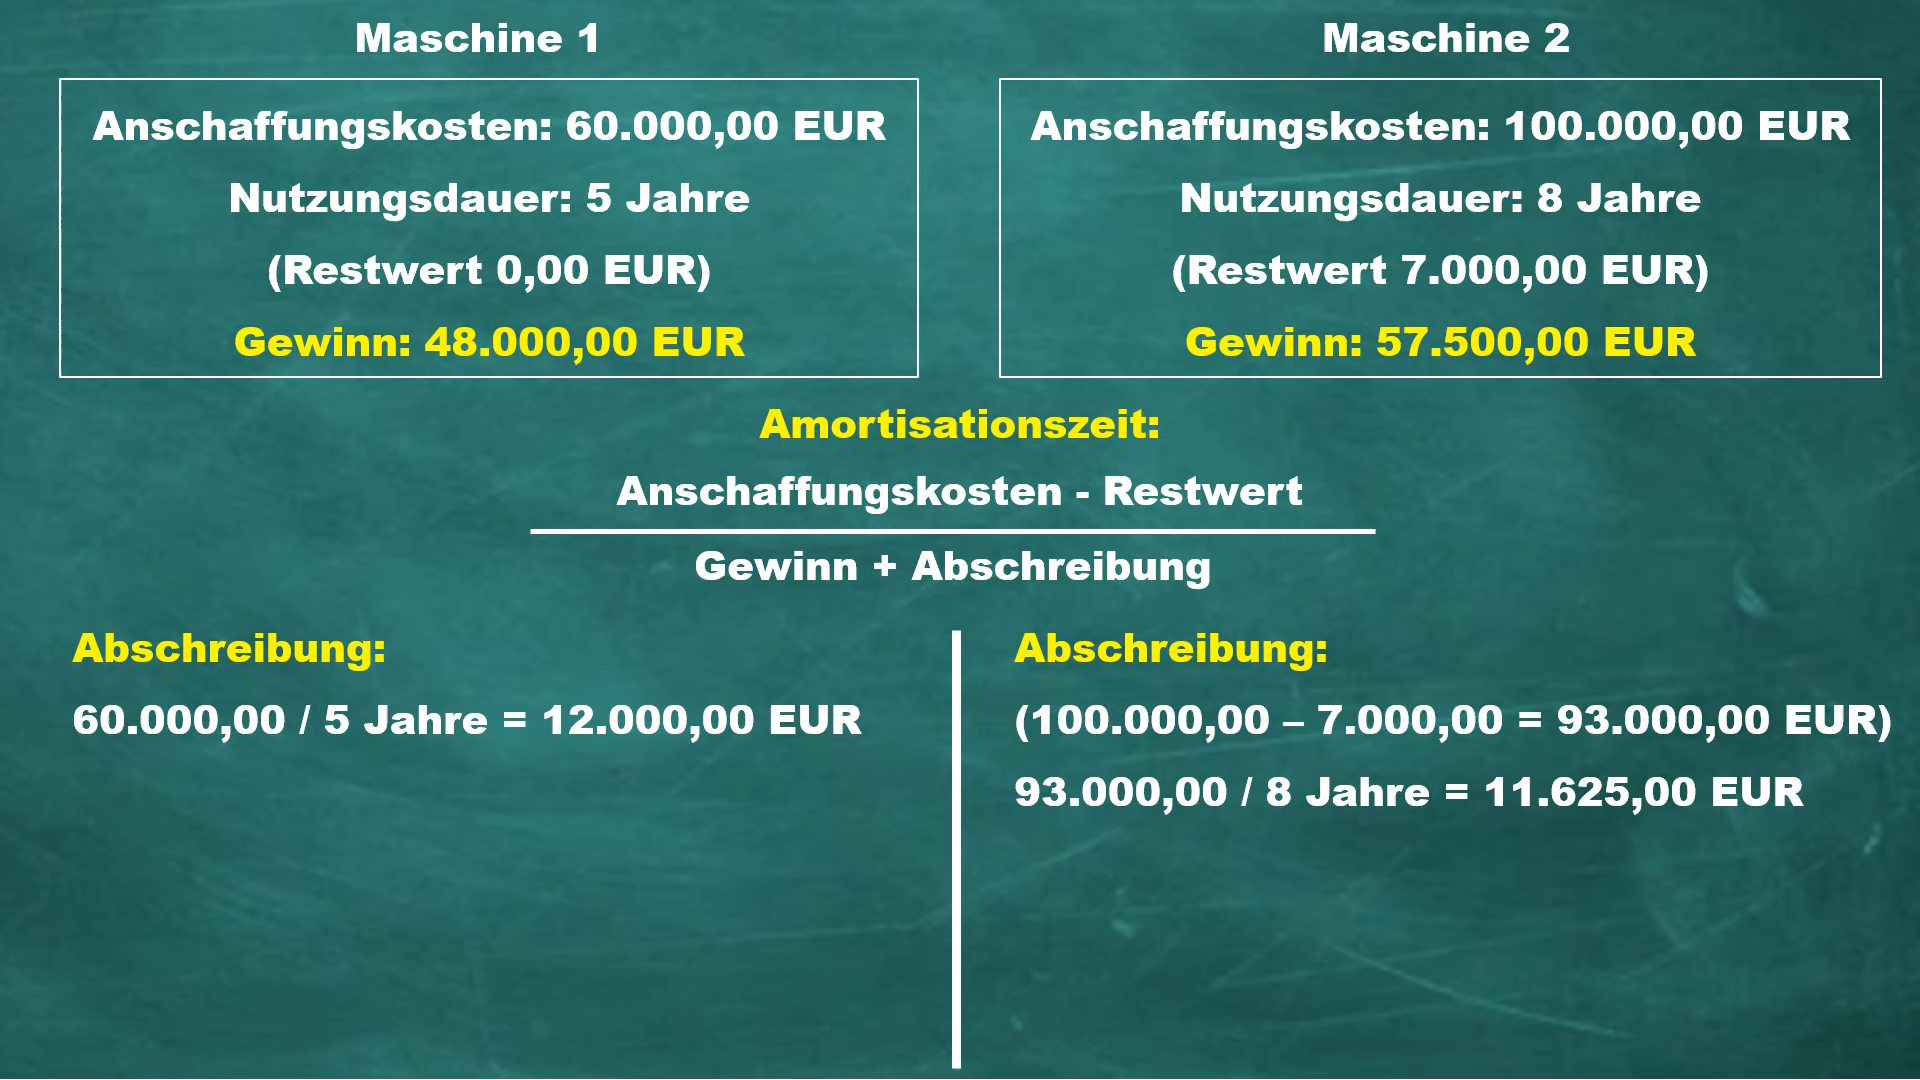 Maschine 1
Anschaffungskosten: 60.000,00 EUR
Nutzungsdauer: 5 Jahre
(Restwert 0,00 EUR)
Gewinn: 48.000,00 EUR
Maschine 2
Anschaffungskosten: 100.000,00 EUR
Nutzungsdauer: 8 Jahre
(Restwert 7.000,00 EUR)
Gewinn: 57.500,00 EUR
Amortisationszeit:
Anschaffungskosten - Restwert
Gewinn + Abschreibung
Abschreibung:
60.000,00 / 5 Jahre = 12.000,00 EUR
Abschreibung:
(100.000,00 – 7.000,00 = 93.000,00 EUR)
93.000,00 / 8 Jahre = 11.625,00 EUR